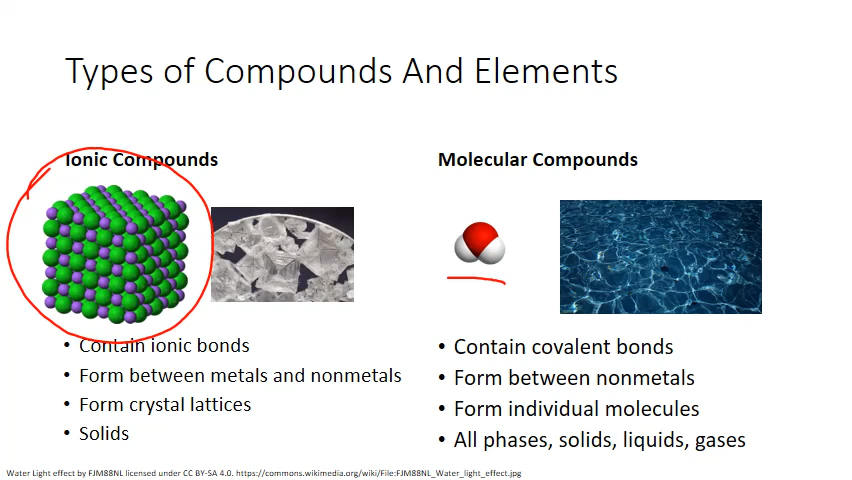 Types of Compounds And Elements
Ionic Compounds
• Contain ionic bonds
• Form between metals and nonmetals
• Form crystal lattices
• Solids
Molecular Compounds
• Contain covalent bonds
• Form between nonmetals
• Form individual molecules
• All phases, solids, liquids, gases
Water Light effect by FJM88NL licensed under CC BY-SA 4.0. https://commons.wikimedia.org/wiki/File:FJM88NL_Water_light_effect.jpg